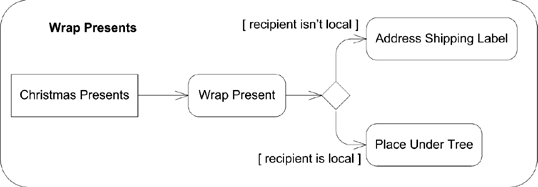 Wrap Presents
[ recipient isn't local ]
Address Shipping Label
Christmas Presents
Wrap Present
Place Under Tree
[ recipient is local ]